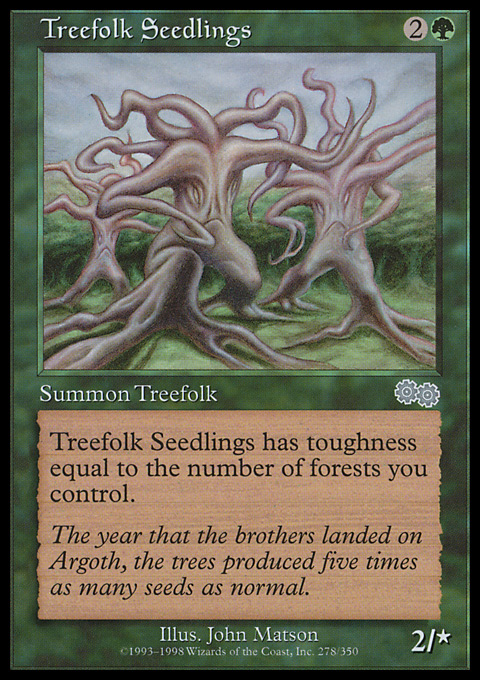 Treefolk Seedlings 2
Summon Treefolk
Treefolk Seedlings has toughness
equal to the number of forests you
control.
The year that the brothers landed on
Argoth, the trees produced five times
as many seeds as normal.
Illus. John Matson
©1993–1998 Wizards of the Coast, Inc. 278/350
2/★